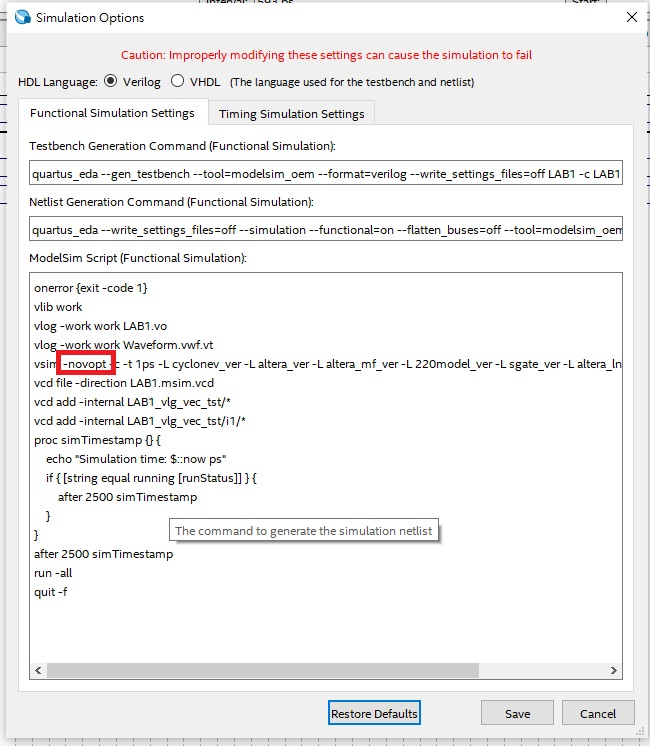 Interval: 593 ps
Start:
Simulation Options
Caution: Improperly modifying these settings can cause the simulation to fail
HDL Language: Verilog VHDL (The language used for the testbench and netlist)
Functional Simulation Settings Timing Simulation Settings
Testbench Generation Command (Functional Simulation):
quartus_eda --gen_testbench --tool=modelsim_oem --format=verilog --write_settings_files=off LAB1 -c LAB1
Netlist Generation Command (Functional Simulation):
quartus_eda --write_settings_files=off --simulation --functional=on --flatten_buses=off --tool=modelsim_oem
ModelSim Script (Functional Simulation):
onerror {exit -code 1}
vlib work
vlog -work work LAB1.vo
vlog -work work Waveform.vwf.vt
vsim -novopt -c -t 1ps -L cyclonev_ver -L altera_ver -L altera_mf_ver -L 220model_ver -L sgate_ver -L altera_ln
vcd file -direction LAB1.msim.vcd
vcd add -internal LAB1_vlg_vec_tst/*
vcd add -internal LAB1_vlg_vec_tst/i1/*
proc simTimestamp {} {
echo "Simulation time: $::now ps"
if { [string equal running [runStatus]] } {
after 2500 simTimestamp
}
The command to generate the simulation netlist
}
after 2500 simTimestamp
run -all
quit -f
Restore Defaults Save Cancel